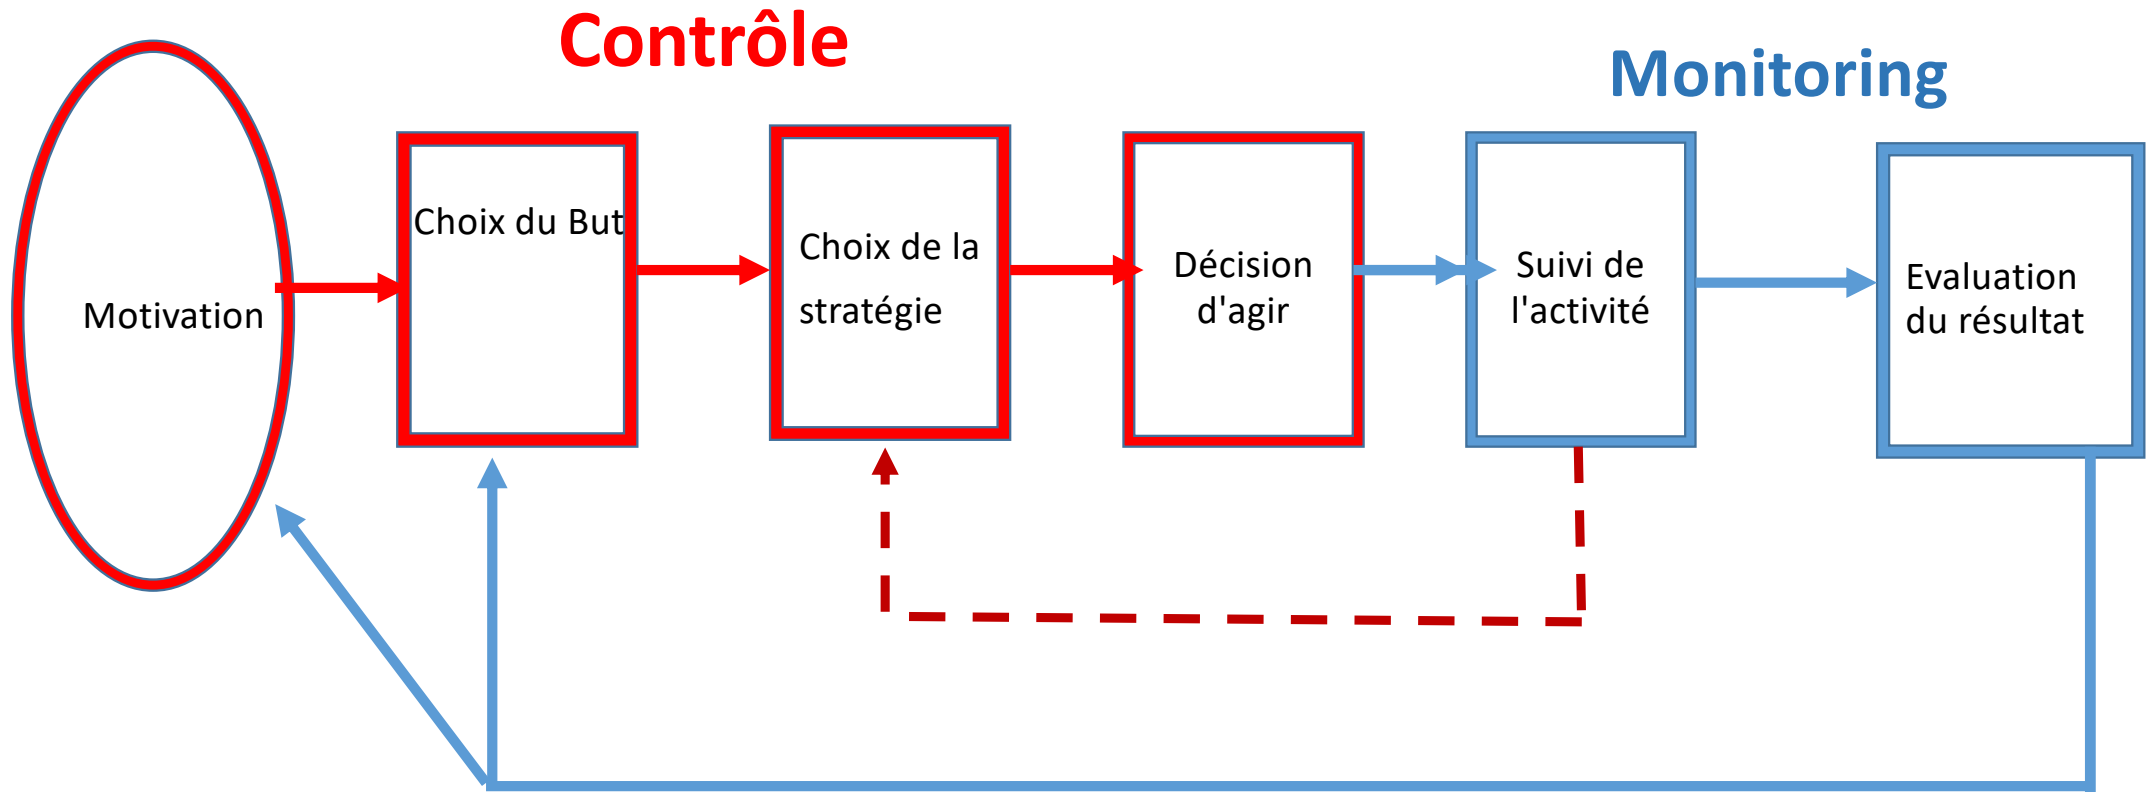 Contrôle
Monitoring
Motivation
Choix du But
Choix de la
stratégie
Décision
d'agir
Suivi de
l'activité
Evaluation
du résultat